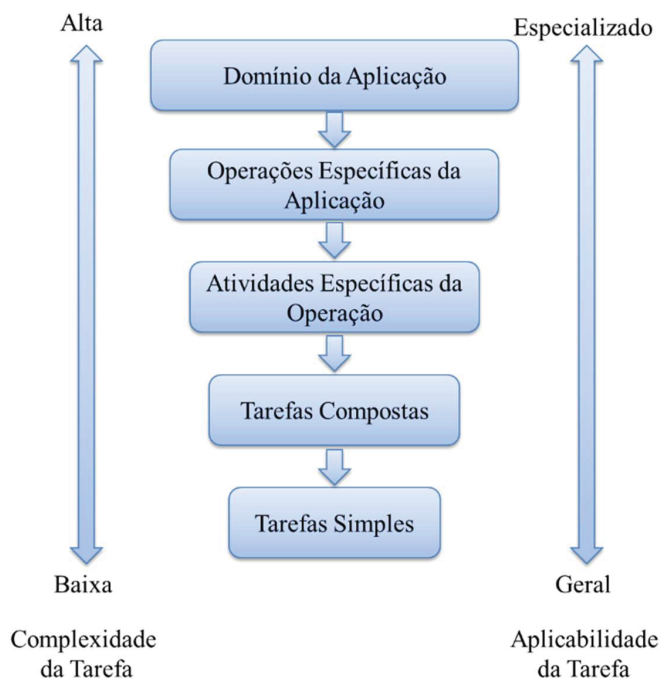 Alta
Especializado
Domínio da Aplicação
Operações Específicas da
Aplicação
Atividades Específicas da
Operação
Tarefas Compostas
Tarefas Simples
Baixa
Geral
Complexidade
da Tarefa
Aplicabilidade
da Tarefa